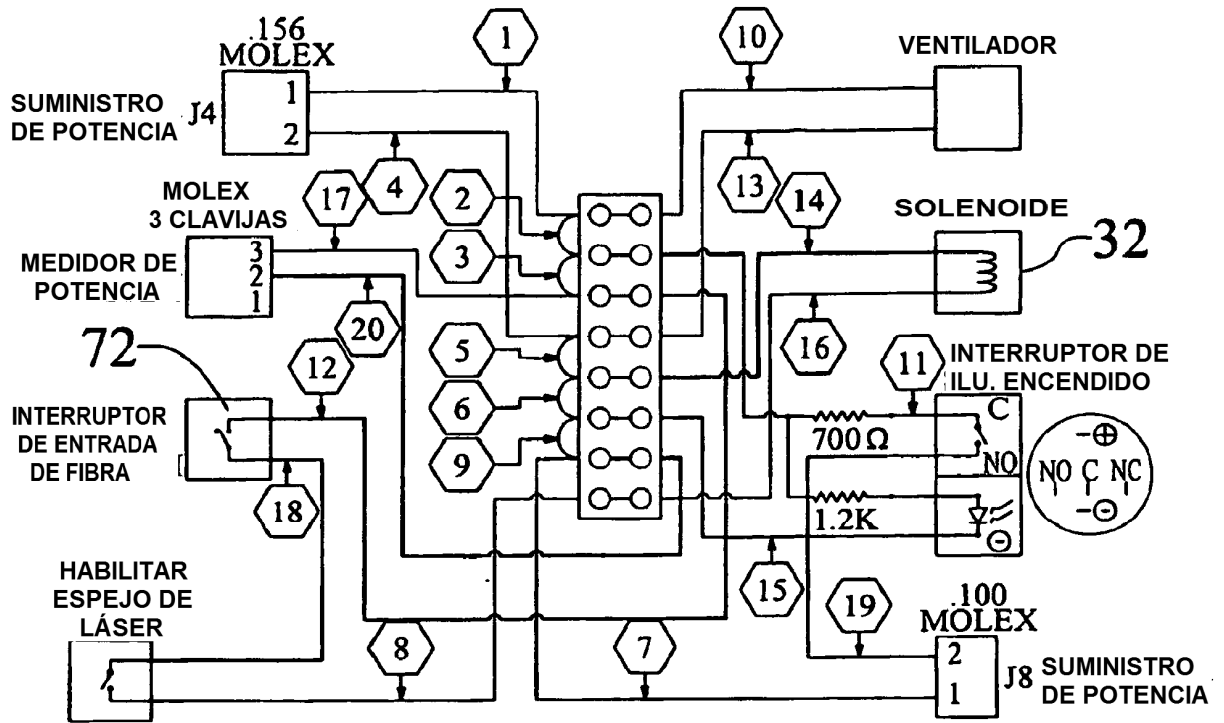 .156
MOLEX
1
2
SUMINISTRO
DE POTENCIA
J4
1
10
VENTILADOR
4
13
MOLEX
3 CLAVIJAS
17
2
3
14
SOLENOIDE
32
MEDIDOR DE
POTENCIA
3
2
1
20
16
72
12
5
6
9
11
INTERRUPTOR DE
ILU. ENCENDIDO
INTERRUPTOR
DE ENTRADA
DE FIBRA
18
700 Ω
C
NO
1.2K
⊖
-⊕
NO C NC
-⊖
15
HABILITAR
ESPEJO DE
LÁSER
8
7
19
.100
MOLEX
2
1
J8
SUMINISTRO
DE POTENCIA